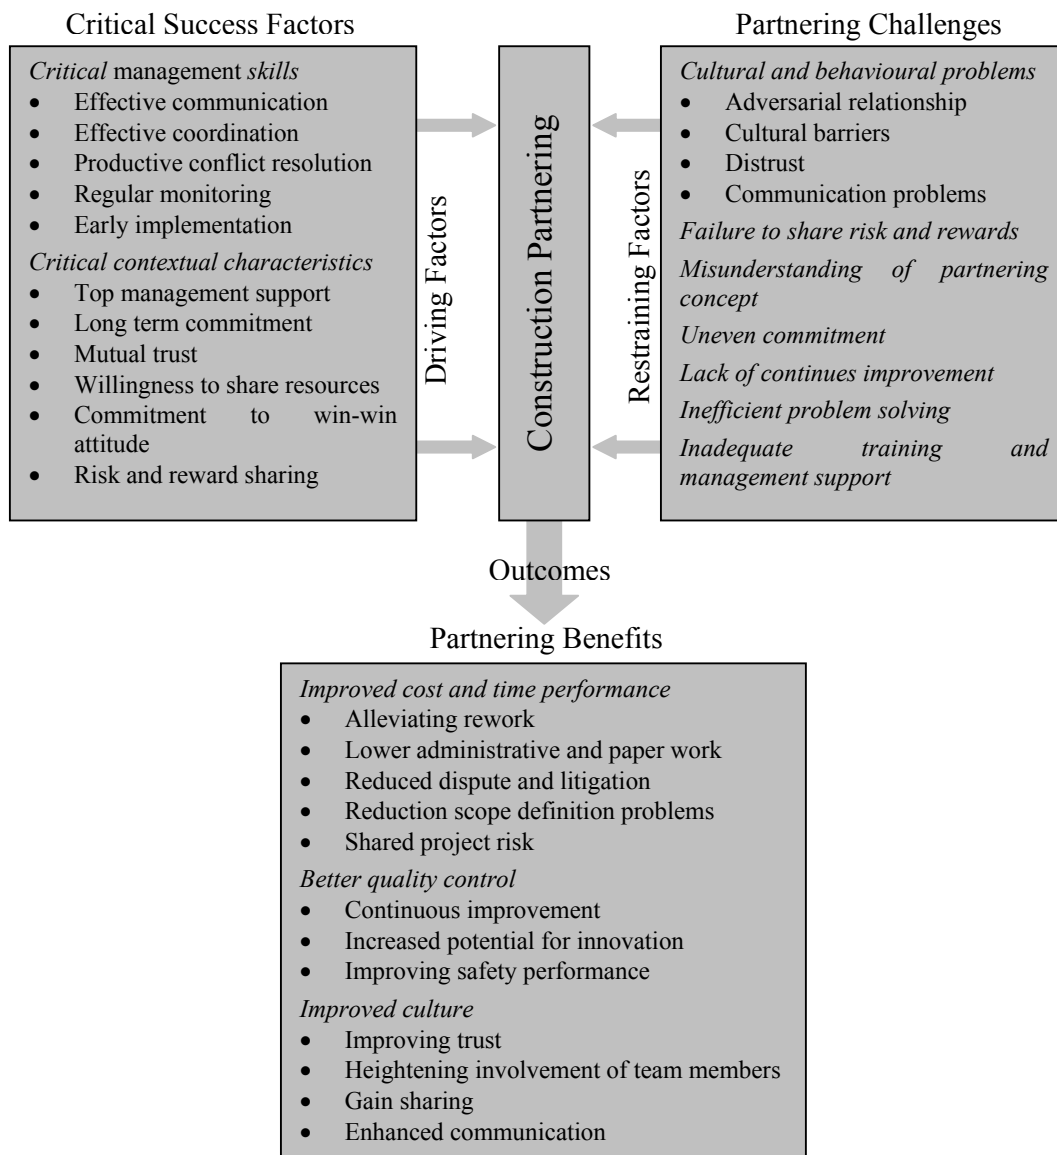 Critical Success Factors
Critical management skills
• Effective communication
• Effective coordination
• Productive conflict resolution
• Regular monitoring
• Early implementation
Critical contextual characteristics
• Top management support
• Long term commitment
• Mutual trust
• Willingness to share resources
• Commitment to win-win
attitude
• Risk and reward sharing
Driving Factors
Construction Partnering
Restraining Factors
Partnering Challenges
Cultural and behavioural problems
• Adversarial relationship
• Cultural barriers
• Distrust
• Communication problems
Failure to share risk and rewards
Misunderstanding of partnering
concept
Uneven commitment
Lack of continues improvement
Inefficient problem solving
Inadequate training and
management support
Outcomes
Partnering Benefits
Improved cost and time performance
• Alleviating rework
• Lower administrative and paper work
• Reduced dispute and litigation
• Reduction scope definition problems
• Shared project risk
Better quality control
• Continuous improvement
• Increased potential for innovation
• Improving safety performance
Improved culture
• Improving trust
• Heightening involvement of team members
• Gain sharing
• Enhanced communication